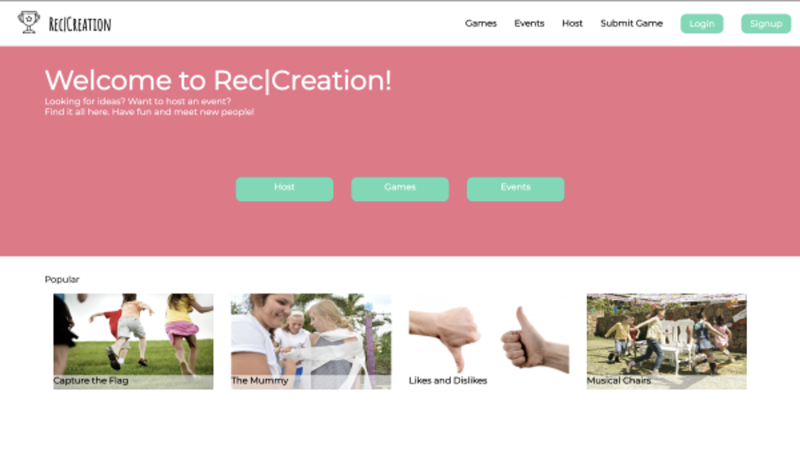 Rec|Creation
Games Events Host Submit Game Login Signup
Welcome to Rec|Creation!
Looking for ideas? Want to host an event?
Find it all here. Have fun and meet new people!
Host Games Events
Popular
Capture the Flag The Mummy Likes and Dislikes Musical Chairs